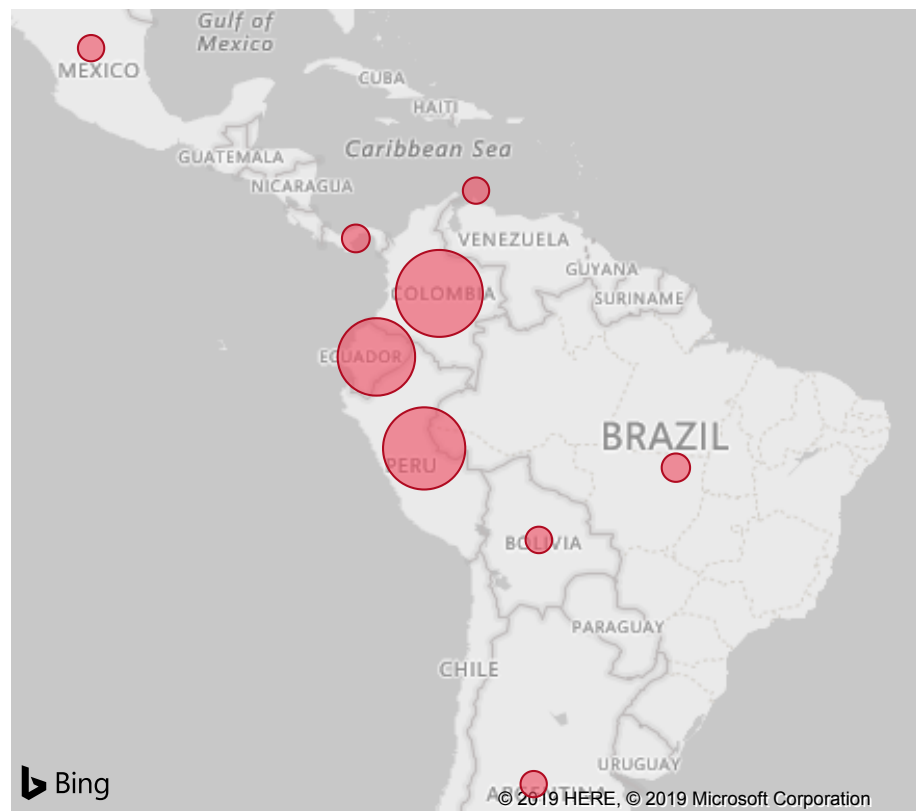 Gulf of
Mexico
MEXICO
CUBA
HAITI
Caribbean Sea
GUATEMALA
NICARAGUA
VENEZUELA
GUYANA
COLOMBIA
SURINAME
ECUADOR
BRAZIL
PERU
BOLIVIA
PARAGUAY
CHILE
URUGUAY
Bing
ARGENTINA
© 2019 HERE, © 2019 Microsoft Corporation